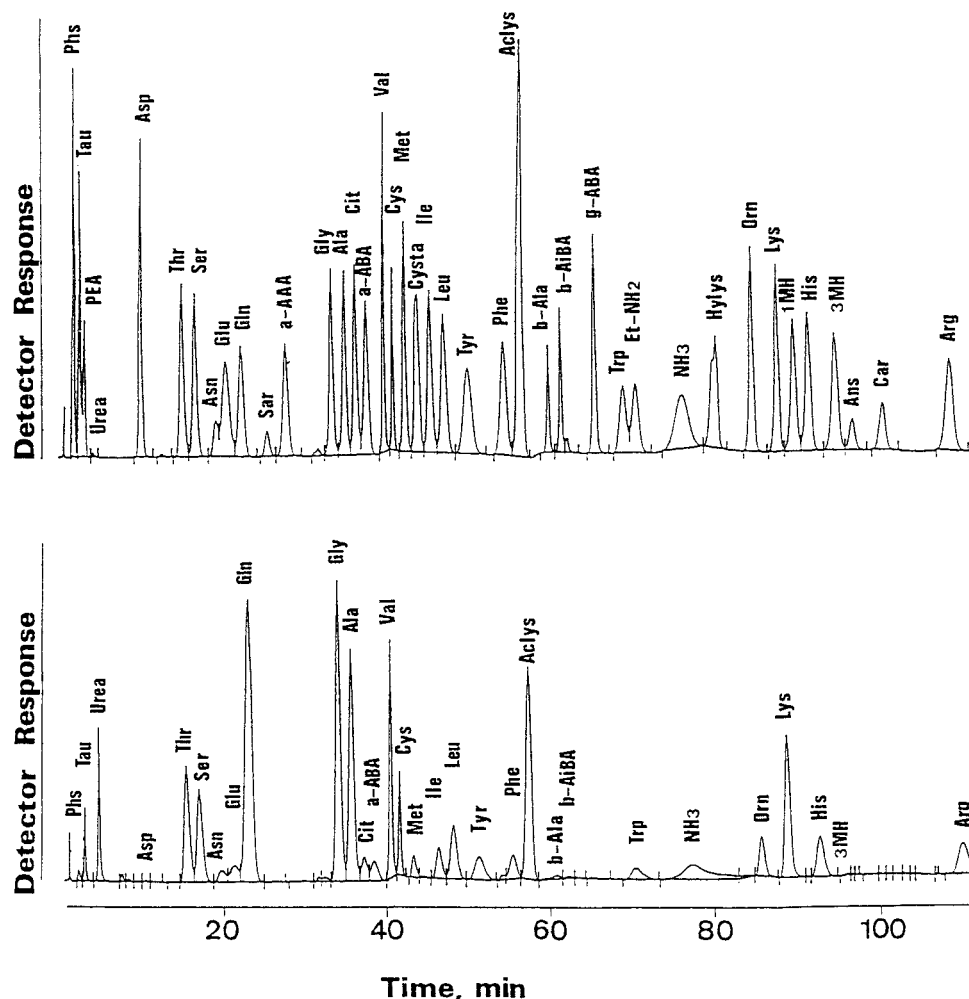 Detector Response
Phs
Tau
PEA
Urea
Asp
Thr
Ser
Asn
Glu
Gln
Sar
a-AAA
Gly
Ala
Cit
a-ABA
Val
Cys
Met
Cysta
Ile
Leu
Tyr
Phe
Aclys
b-Ala
b-AiBA
g-ABA
Trp
Et-NH2
NH3
Hylys
Orn
Lys
1MH
His
3MH
Ans
Car
Arg
Detector Response
Phs
Tau
Urea
Asp
Thr
Ser
Asn
Glu
Gln
Gly
Ala
Cit
a-ABA
Val
Cys
Met
Ile
Leu
Tyr
Phe
Aclys
b-Ala
b-AiBA
Trp
NH3
Orn
Lys
His
3MH
Arg
20 40 60 80 100
Time, min